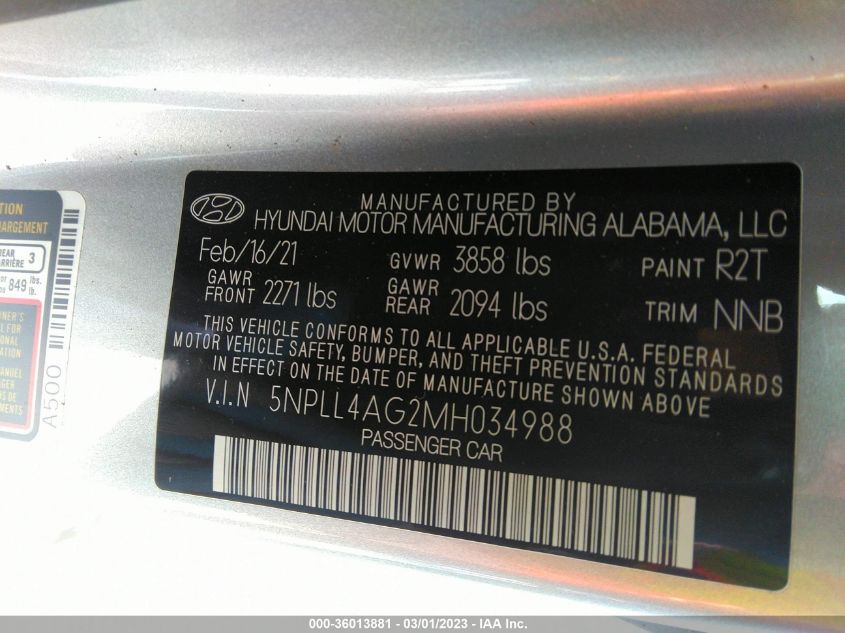 MANUFACTURED BY
HYUNDAI MOTOR MANUFACTURING ALABAMA, LLC
Feb/16/21 GVWR 3858 lbs PAINT R2T
GAWR FRONT 2271 lbs GAWR REAR 2094 lbs TRIM NNB
THIS VEHICLE CONFORMS TO ALL APPLICABLE U.S.A. FEDERAL
MOTOR VEHICLE SAFETY, BUMPER, AND THEFT PREVENTION STANDARDS
IN EFFECT ON THE DATE OF MANUFACTURE SHOWN ABOVE
V.I.N 5NPLL4AG2MH034988
PASSENGER CAR
REAR 3
849 lbs.
lb.
A500
000-36013881 - 03/01/2023 - IAA Inc.